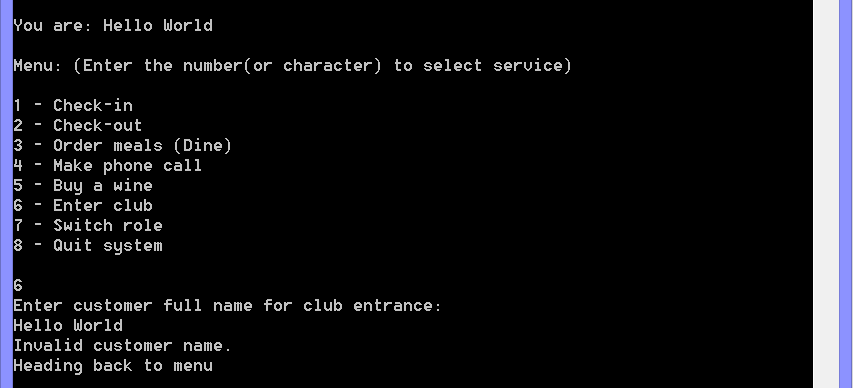 You are: Hello World
Menu: (Enter the number(or character) to select service)
1 - Check-in
2 - Check-out
3 - Order meals (Dine)
4 - Make phone call
5 - Buy a wine
6 - Enter club
7 - Switch role
8 - Quit system
6
Enter customer full name for club entrance:
Hello World
Invalid customer name.
Heading back to menu